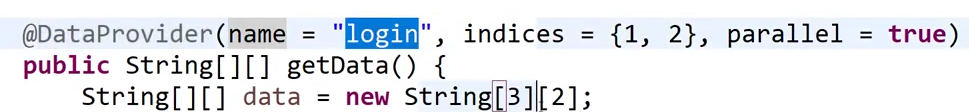 @DataProvider(name = "login", indices = {1, 2}, parallel = true)
public String[][] getData() {
String[][] data = new String[3][2];